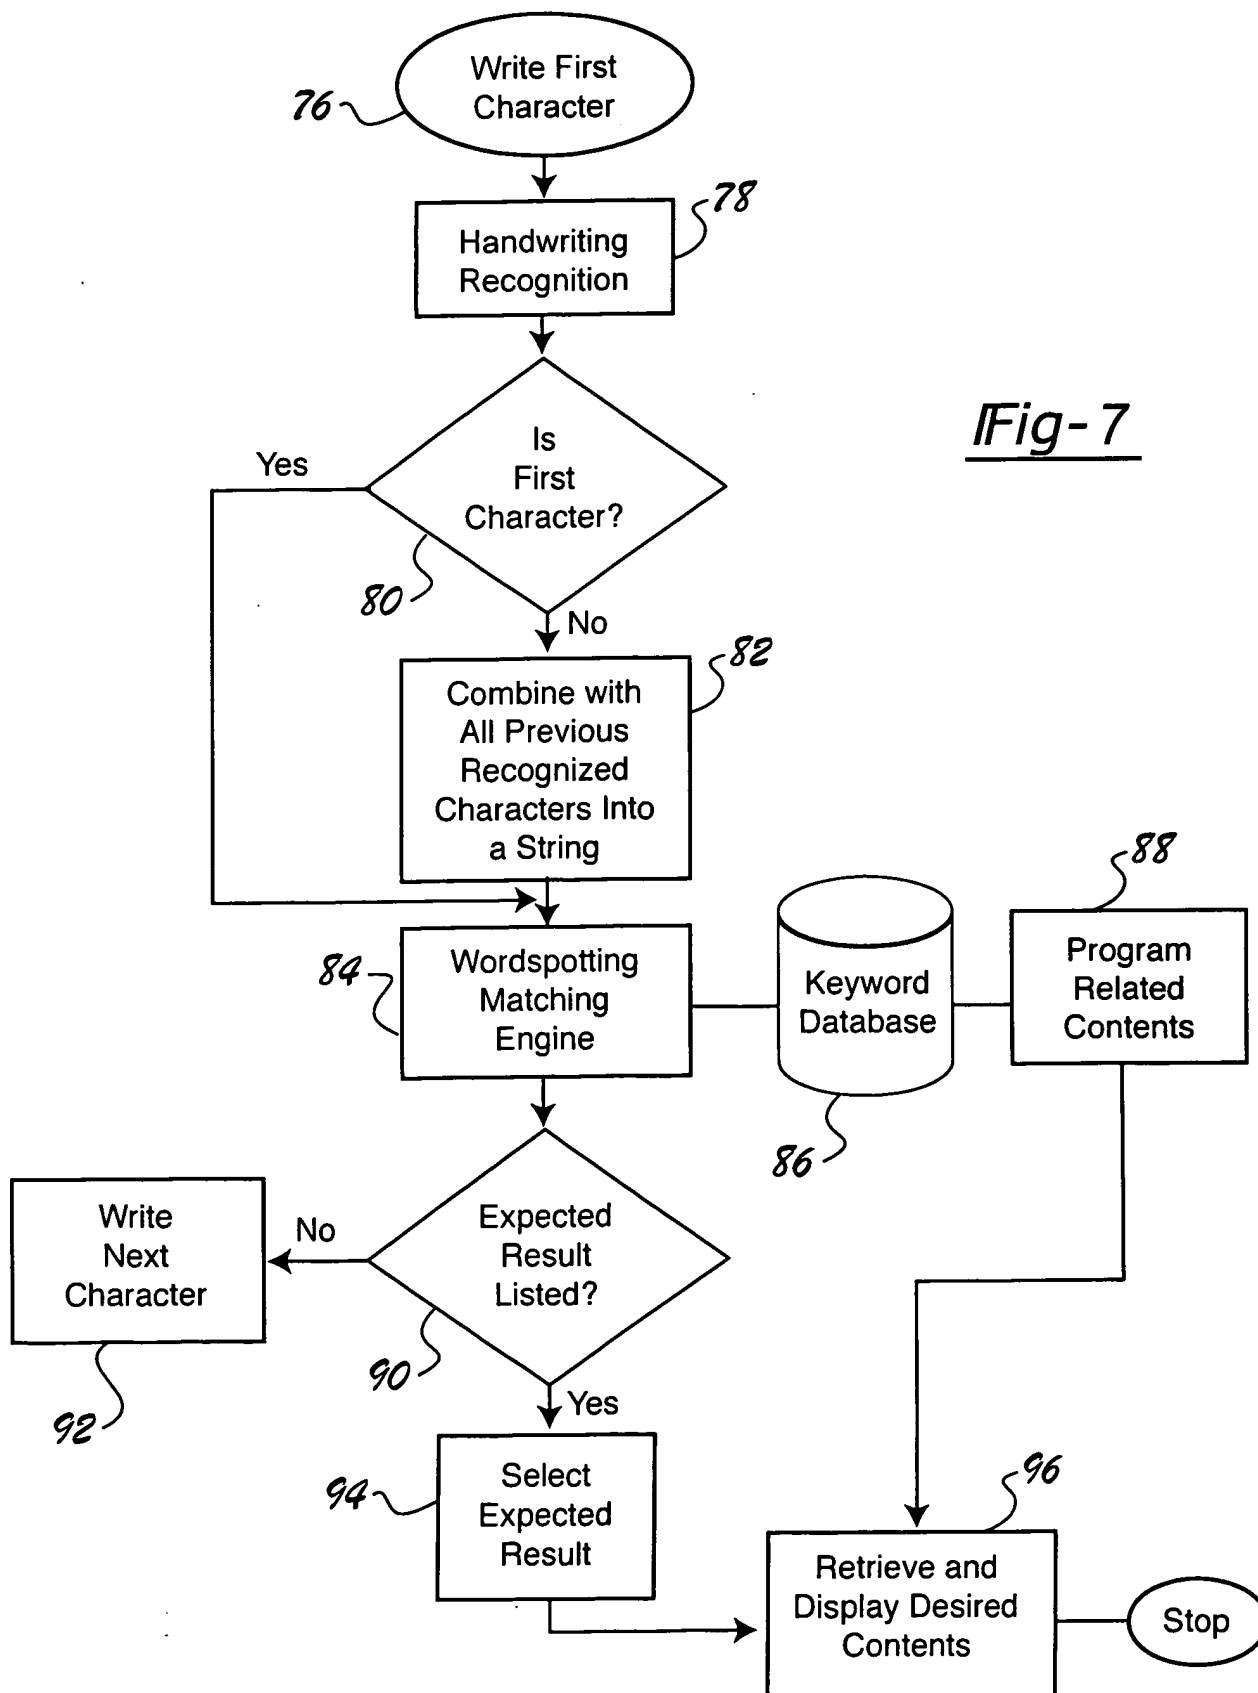 Write First
Character
76
78
Handwriting
Recognition
Fig-7
Is
First
Character?
Yes
80
No
82
Combine with
All Previous
Recognized
Characters Into
a String
88
84
Wordspotting
Matching
Engine
Keyword
Database
Program
Related
Contents
86
Write
Next
Character
No
Expected
Result
Listed?
90
92
Yes
94
Select
Expected
Result
96
Retrieve and
Display Desired
Contents
Stop